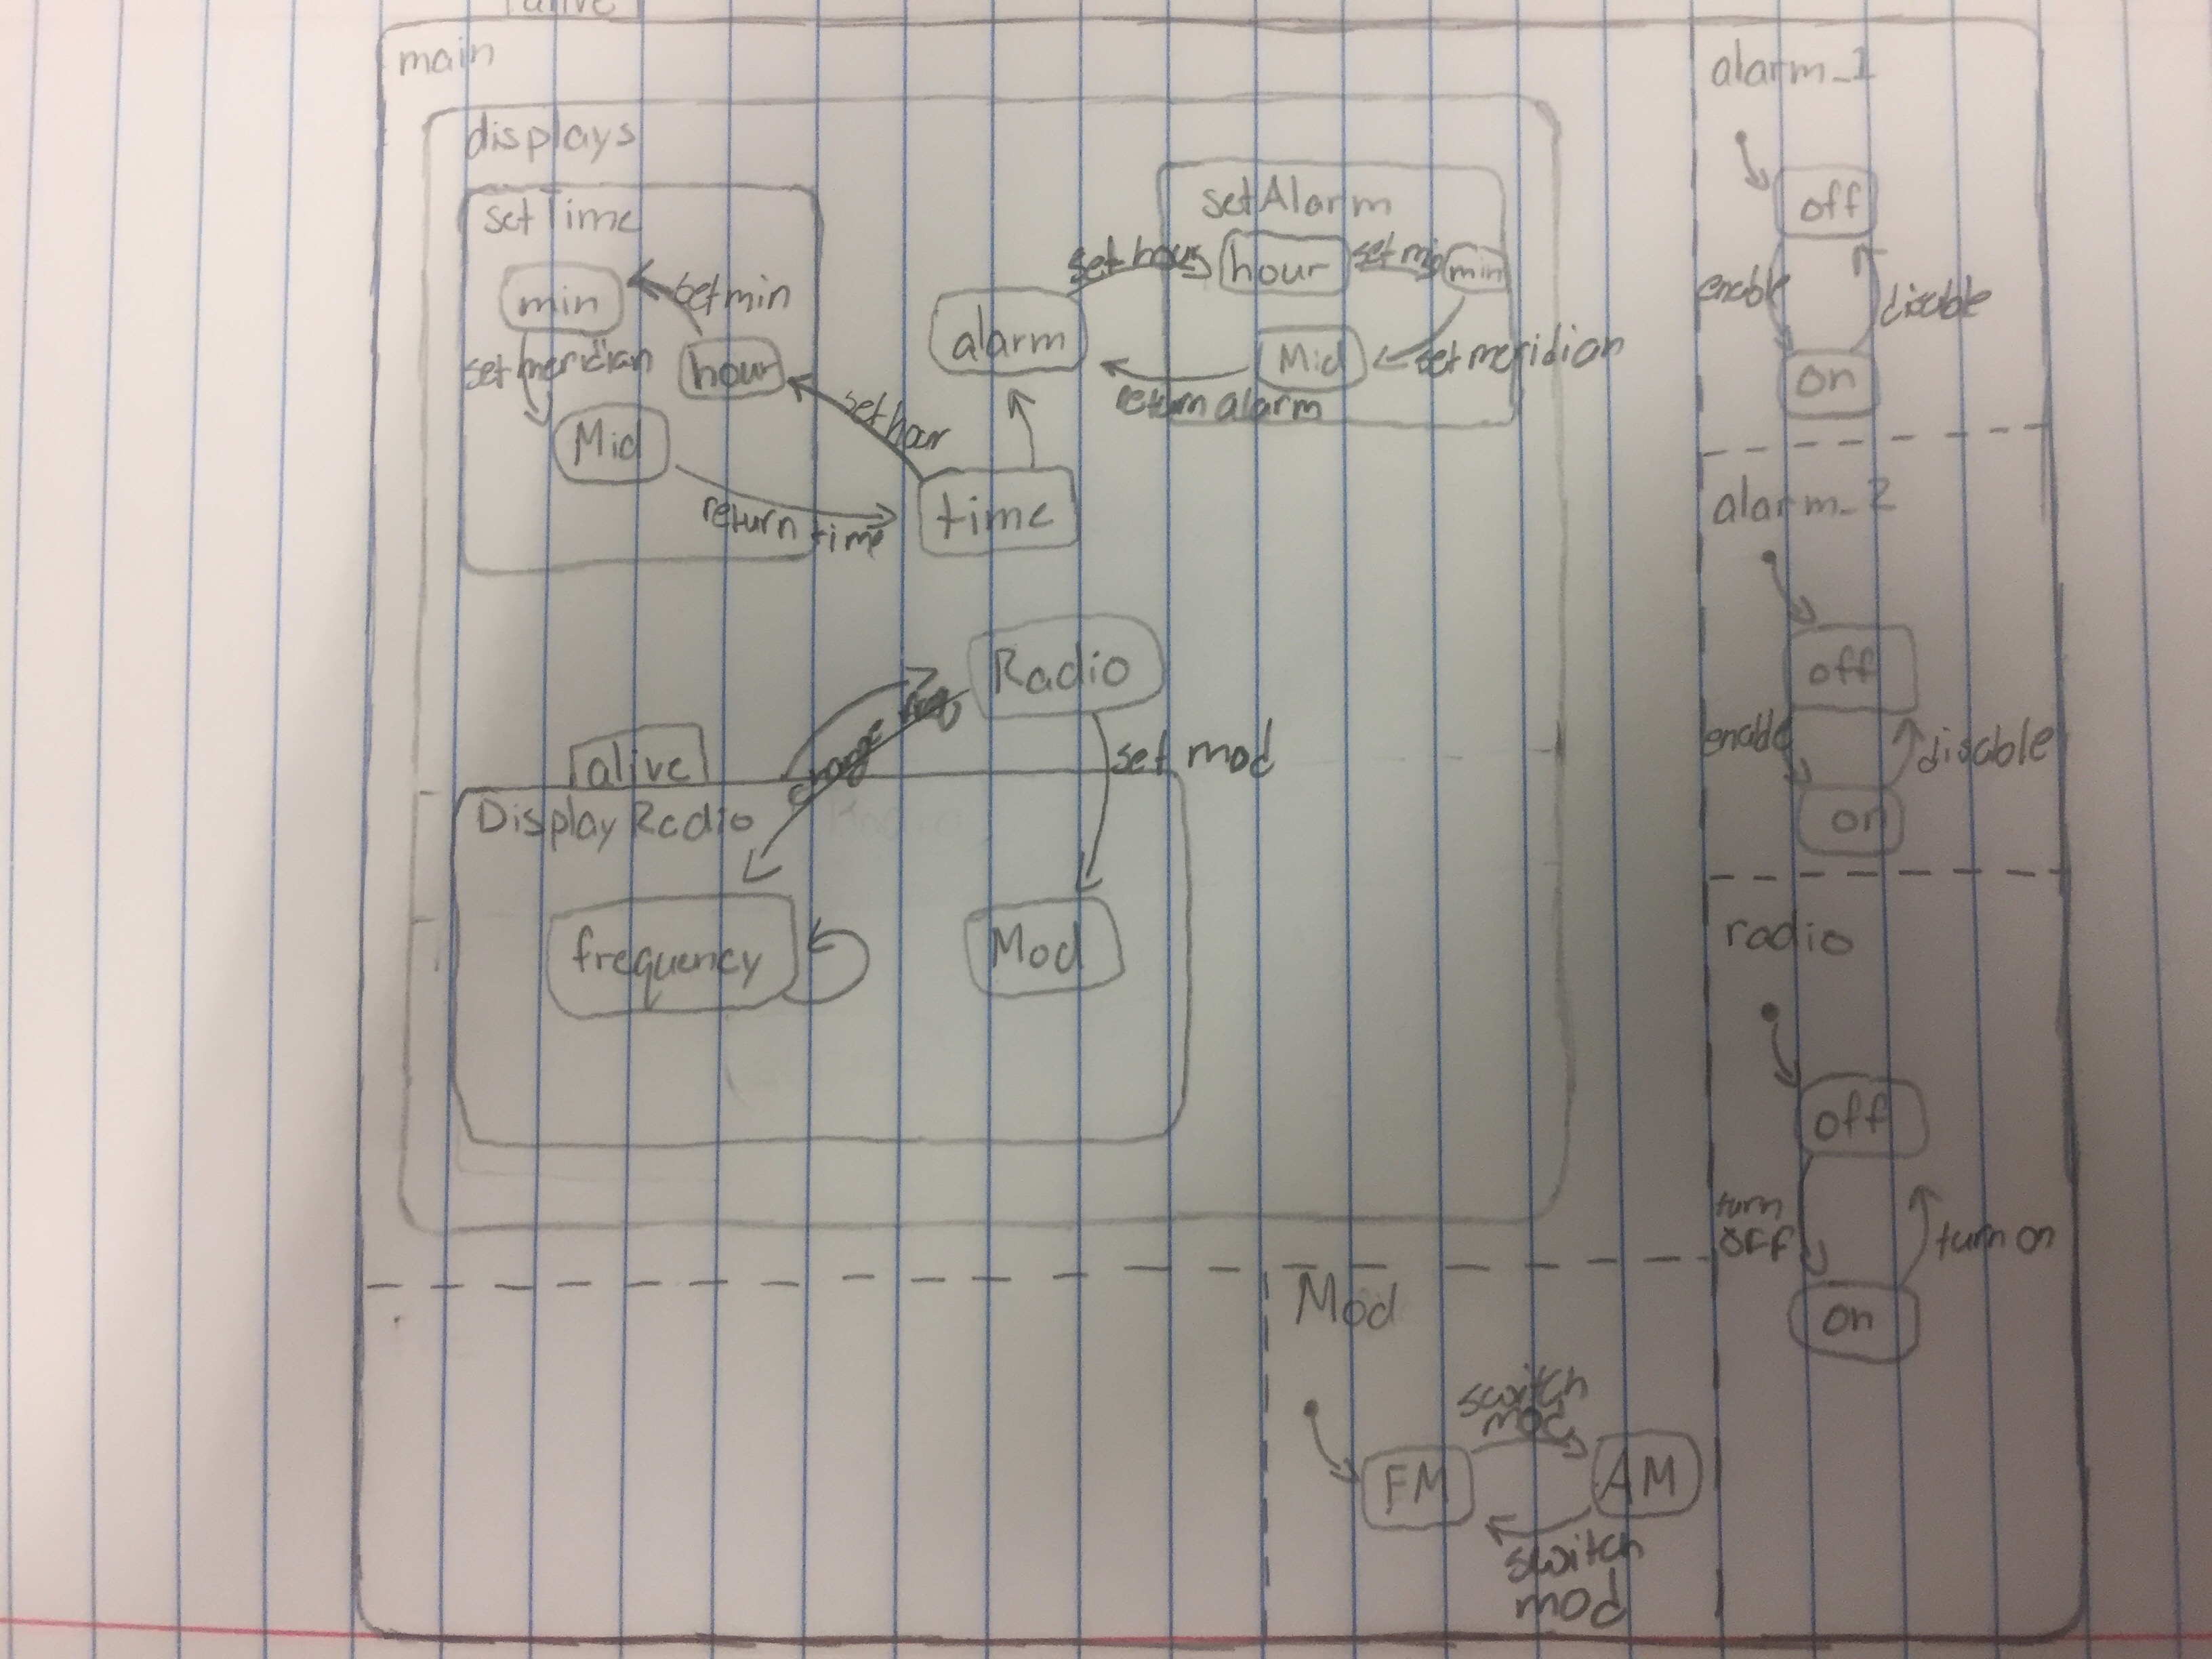 alive
main
displays
setTime
min
set min
set meridian
hour
Mid
set hour
return time
time
alarm
set hour
setAlarm
hour
set min
min
set meridian
Mid
return alarm
Radio
change
set mod
alive
Display Radio
frequency
Mod
alarm_1
off
enable
disable
on
alarm_2
off
enable
disable
on
radio
off
turn
OFF
turn on
on
Mod
switch
mod
FM
AM
switch
mod